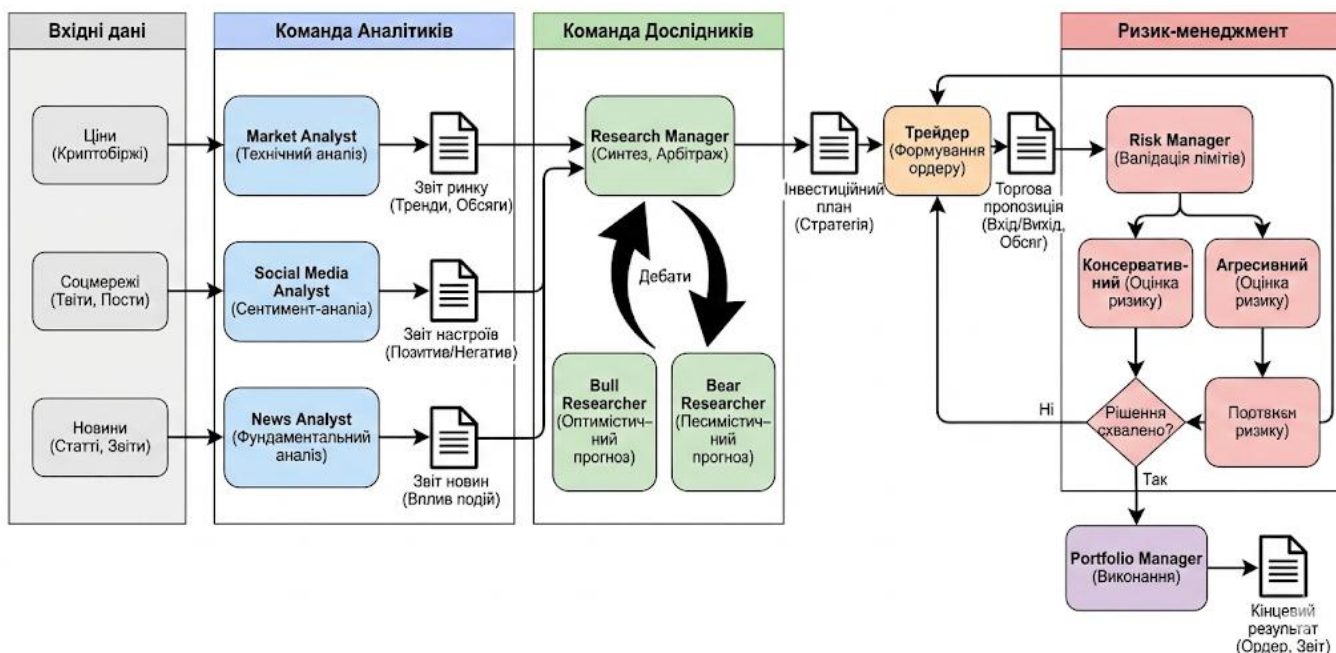 Вхідні дані
Ціни
(Криптобіржі)
Соцмережі
(Твіти, Пости)
Новини
(Статті, Звіти)
Команда Аналітиків
Market Analyst
(Технічний аналіз)
Звіт ринку
(Тренди, Обсяги)
Social Media
Analyst
(Сентимент-аналіз)
Звіт настроїв
(Позитив/Негатив)
News Analyst
(Фундаментальний
аналіз)
Звіт новин
(Вплив подій)
Команда Дослідників
Research Manager
(Синтез, Арбітраж)
Дебати
Bull
Researcher
(Оптимістич-
ний
прогноз)
Bear
Researcher
(Песимістич-
ний
прогноз)
Інвестиційний
план
(Стратегія)
Трейдер
(Формування
ордеру)
Торгова
пропозиція
(Вхід/Вихід,
Обсяг)
Ризик-менеджмент
Risk Manager
(Валідація лімітів)
Консерватив-
ний (Оцінка
ризику)
Агресивний
(Оцінка
ризику)
Рішення
схвалено?
ризику)
Ні
Так
Portfolio Manager
(Виконання)
Кінцевий
результат
(Ордер, Звіт)